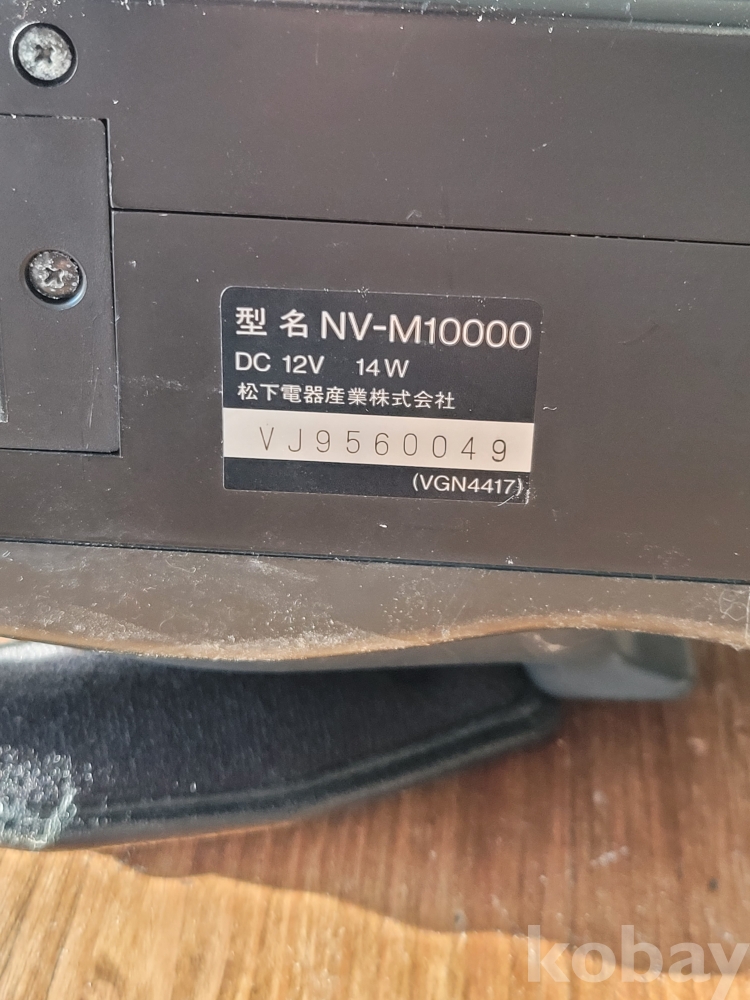 型名 NV-M10000
DC 12V 14W
松下電器産業株式会社
VJ9560049
(VGN4417)
kobay